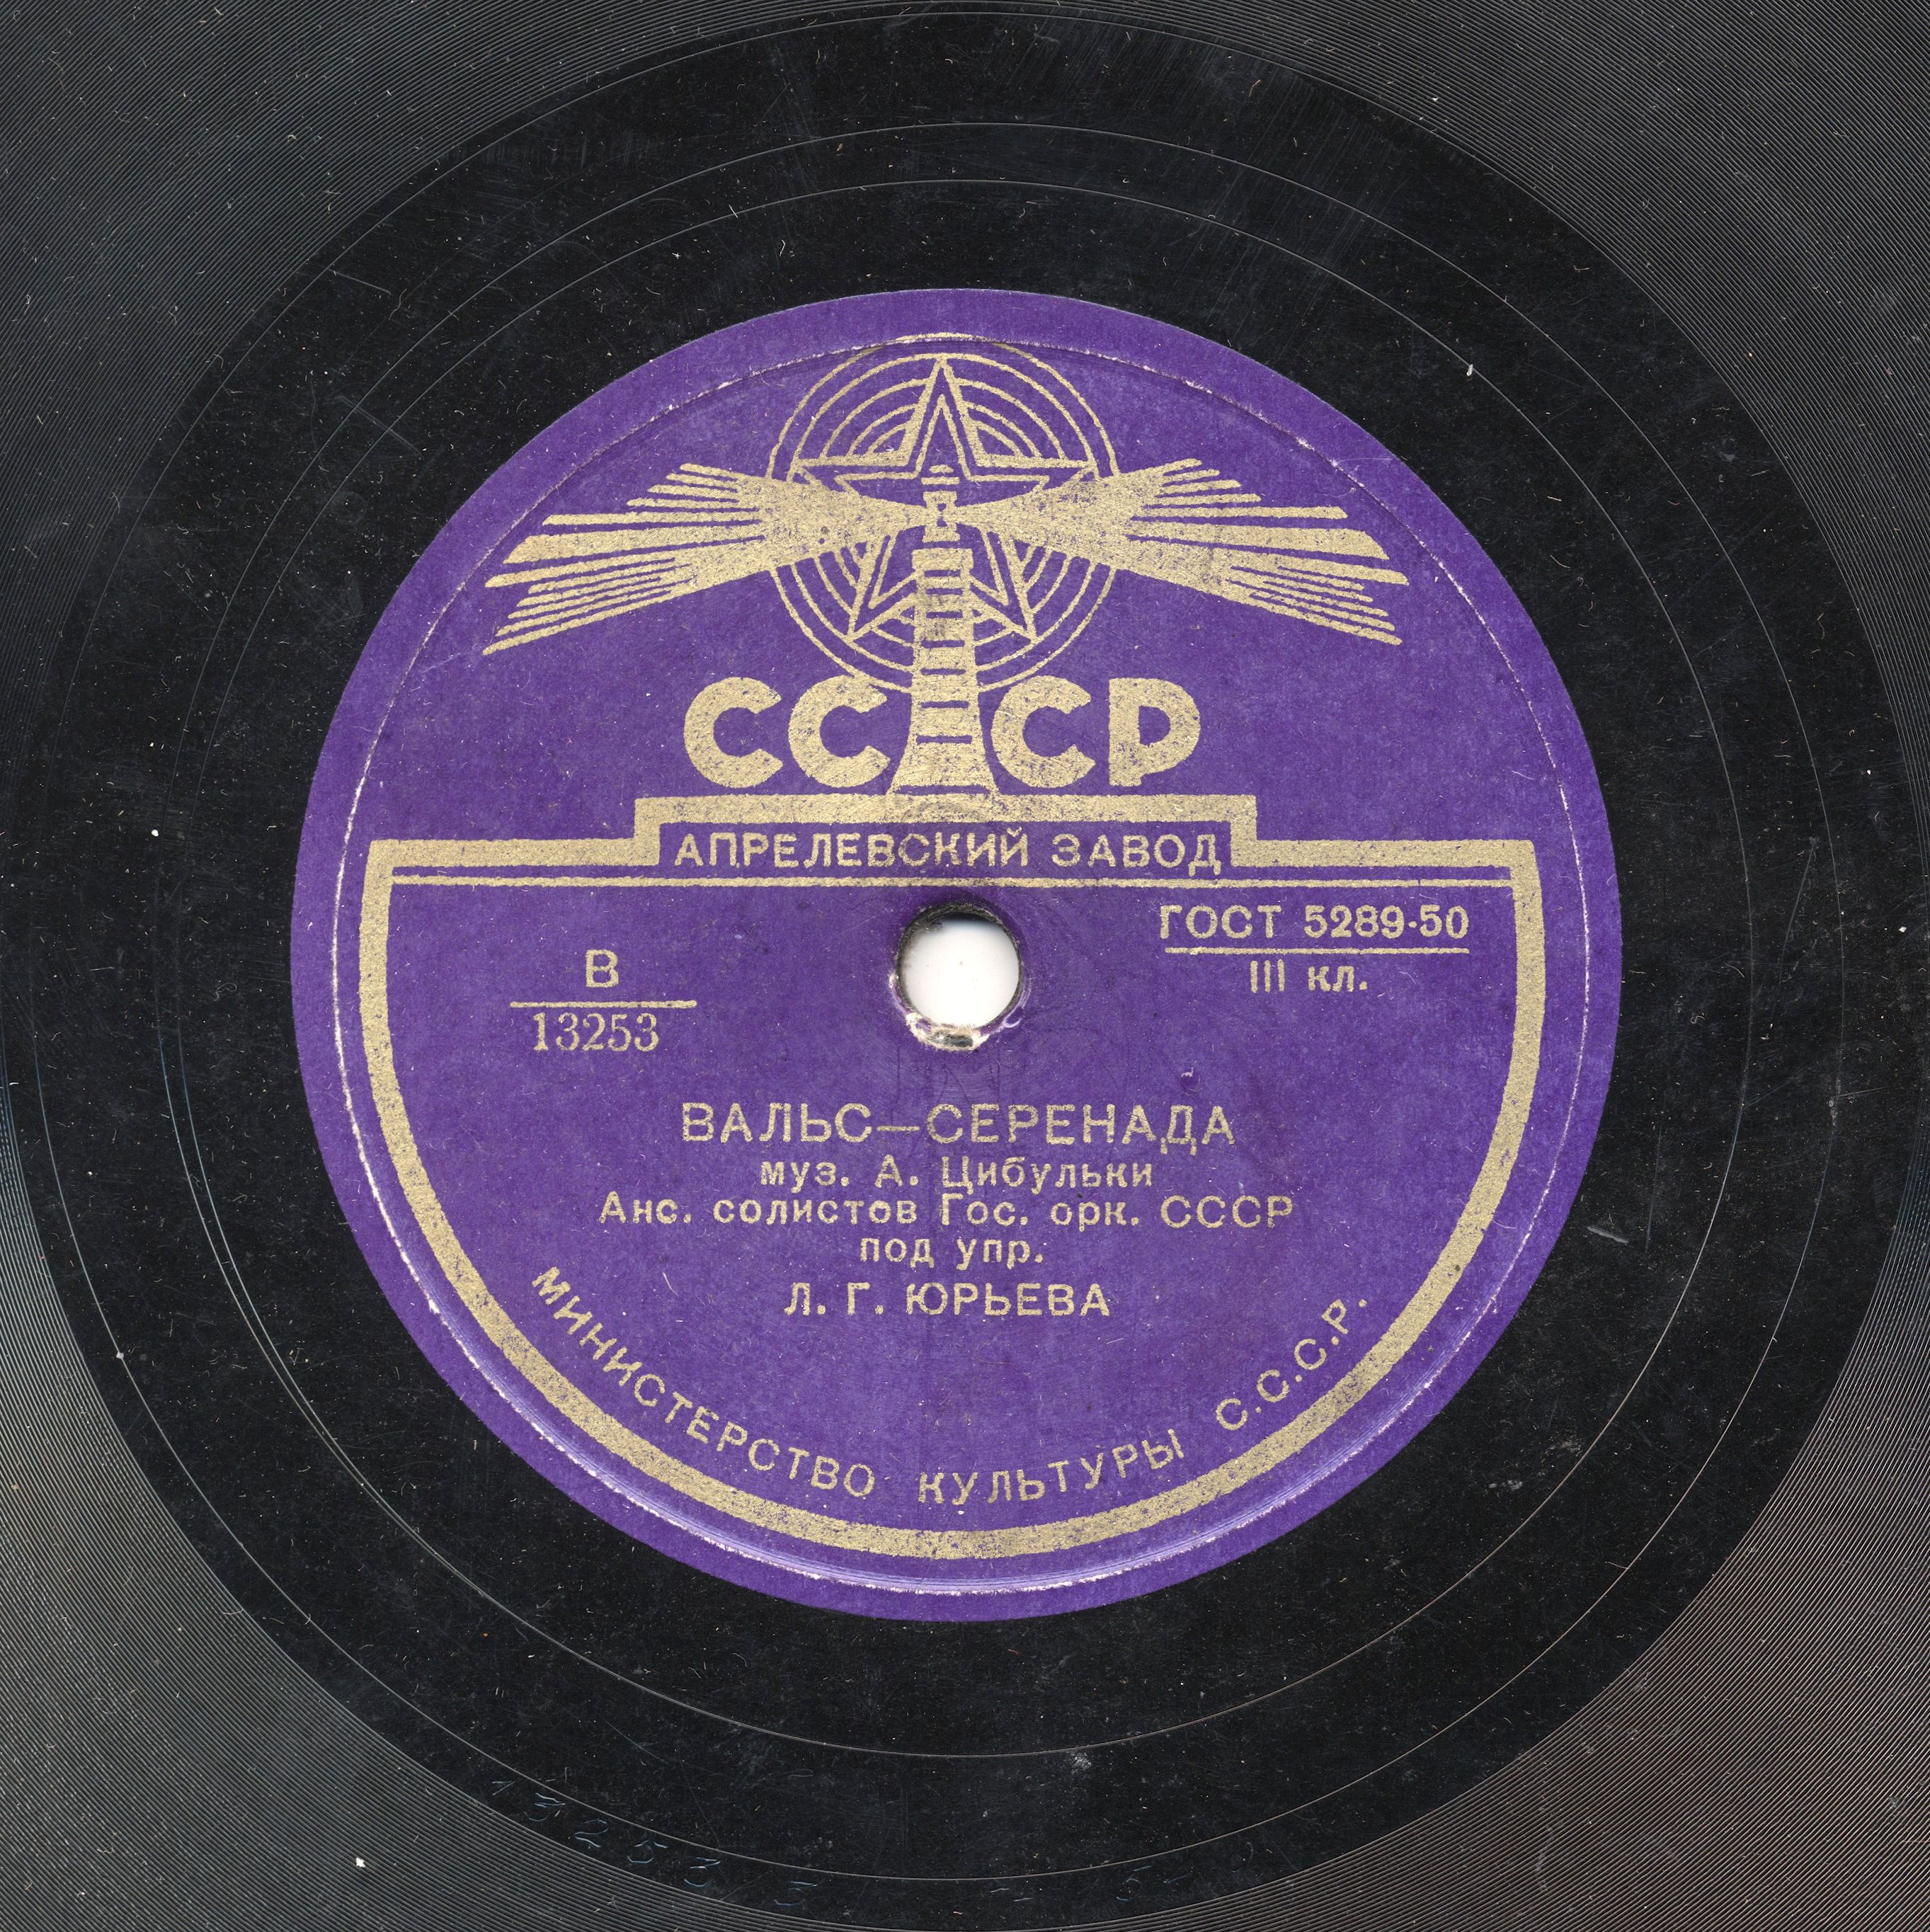 СССР
АПРЕЛЕВСКИЙ ЗАВОД
ГОСТ 5289-50
III кл.
В
13253
ВАЛЬС—СЕРЕНАДА
муз. А. Цибульки
Анс. солистов Гос. орк. СССР
под упр.
Л. Г. ЮРЬЕВА
МИНИСТЕРСТВО КУЛЬТУРЫ С.С.С.Р.
13253